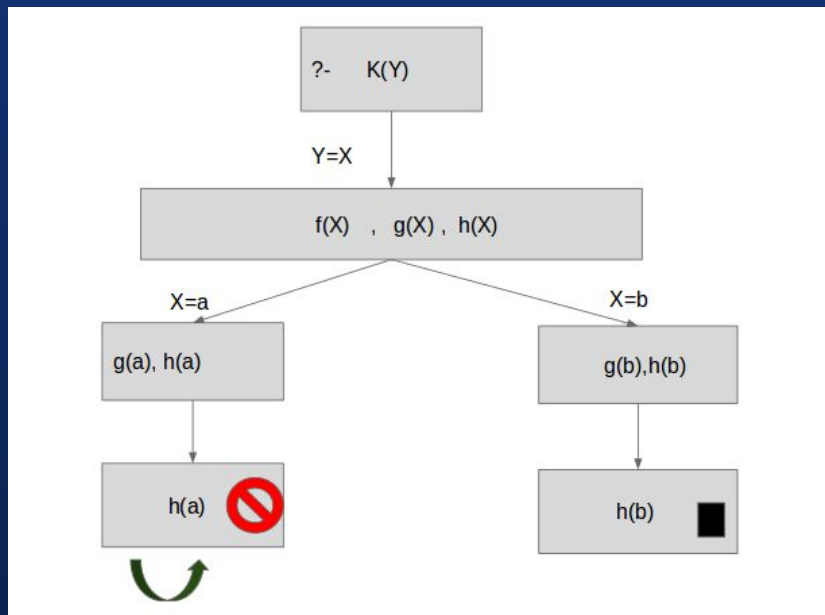 ?- K(Y)
Y=X
f(X) , g(X) , h(X)
X=a
X=b
g(a), h(a)
g(b),h(b)
h(a)
h(b)